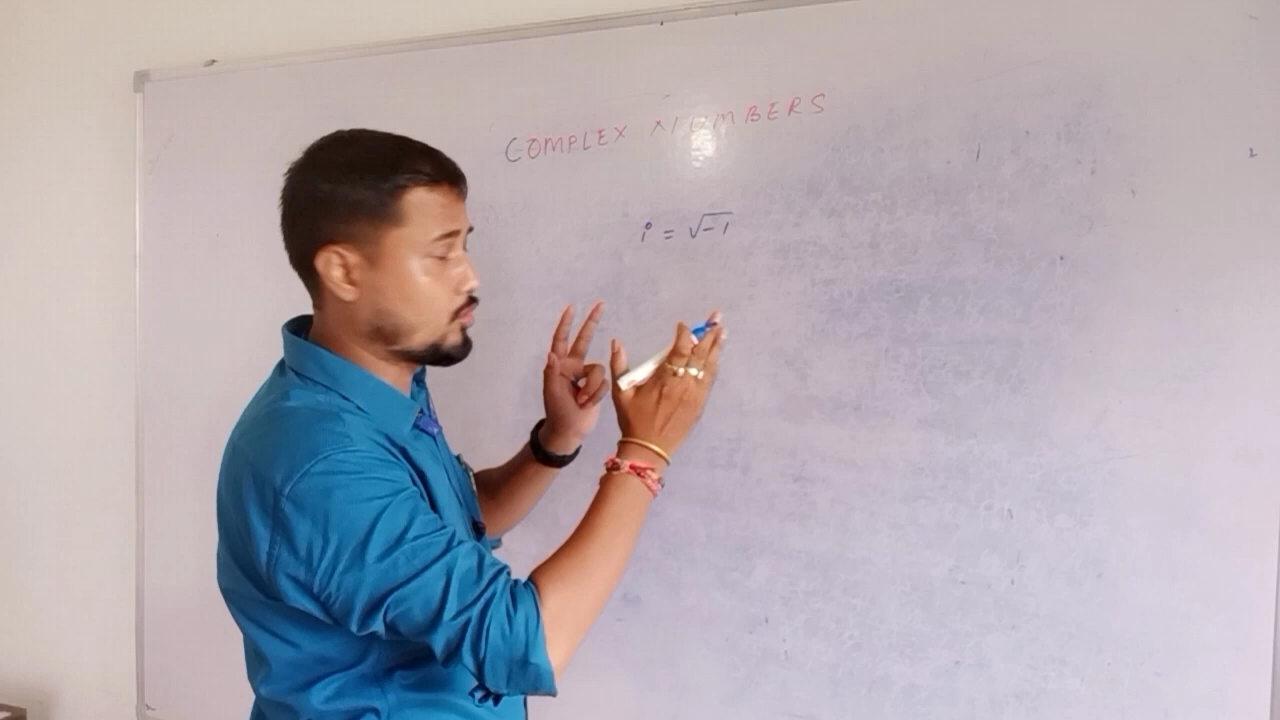 COMPLEX NUMBERS
i = √-1